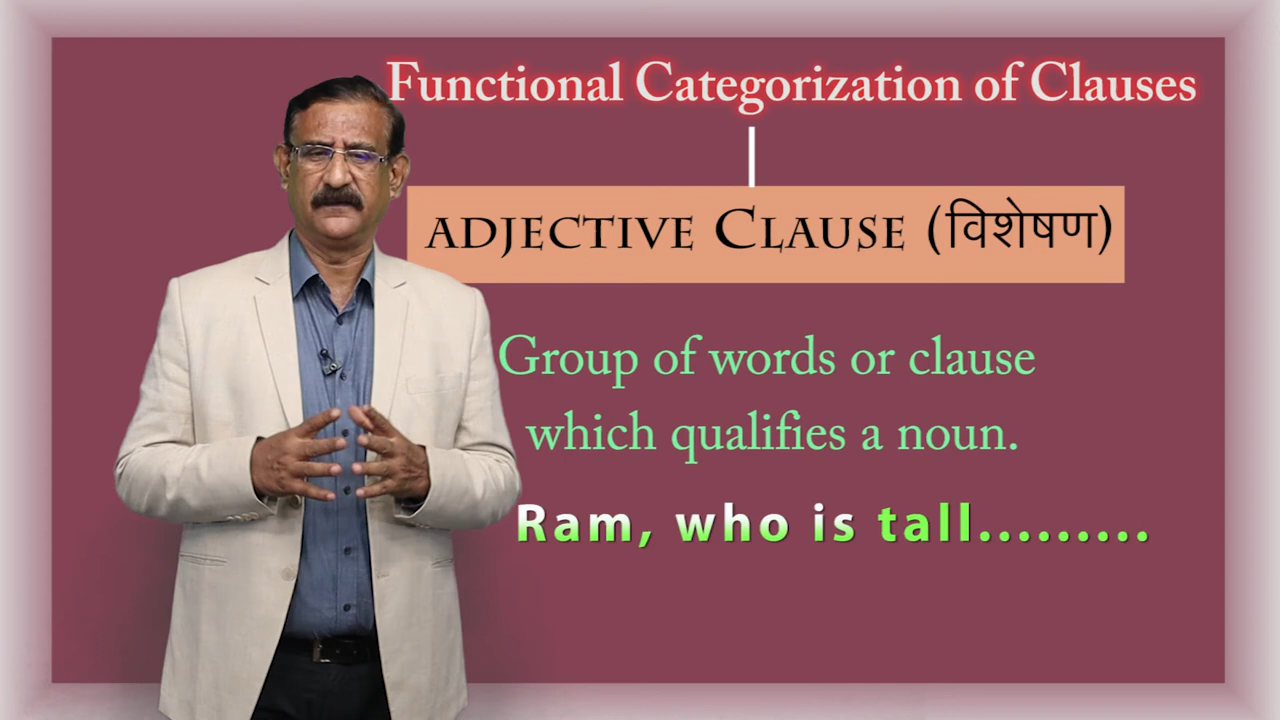 Functional Categorization of Clauses
ADJECTIVE CLAUSE (विशेषण)
Group of words or clause
which qualifies a noun.
Ram, who is tall.........